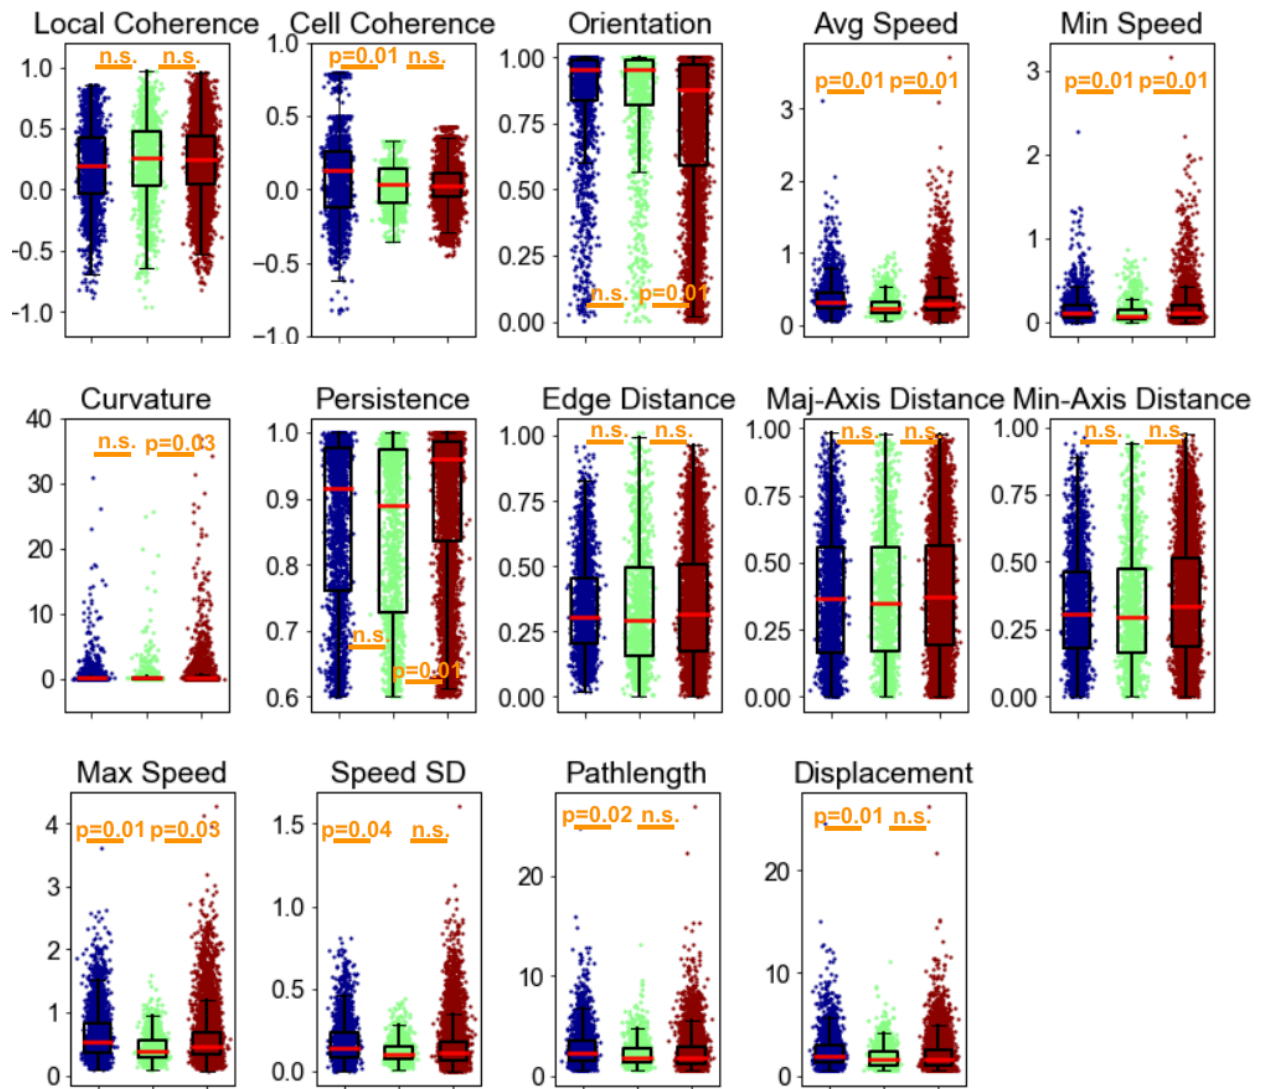 Local Coherence Cell Coherence Orientation Avg Speed Min Speed
n.s. n.s. p=0.01 n.s. p=0.01 p=0.01 p=0.01 p=0.01
1.0 0.5 0.0 -0.5 -1.0
1.0 0.5 0.0 −0.5 −1.0
1.00 0.75 0.50 0.25 0.00
n.s. p=0.01
3 2 1 0
3 2 1 0
Curvature Persistence Edge Distance Maj-Axis Distance Min-Axis Distance
n.s. p=0.03 n.s. n.s. n.s. n.s. n.s. n.s.
40 30 20 10 0
1.0 0.9 0.8 0.7 0.6
n.s.
p=0.01
1.00 0.75 0.50 0.25 0.00
1.00 0.75 0.50 0.25 0.00
1.00 0.75 0.50 0.25 0.00
Max Speed Speed SD Pathlength Displacement
p=0.01 p=0.03 p=0.04 n.s. p=0.02 n.s. p=0.01 n.s.
4 3 2 1 0
1.5 1.0 0.5 0.0
20 10 0
20 10 0